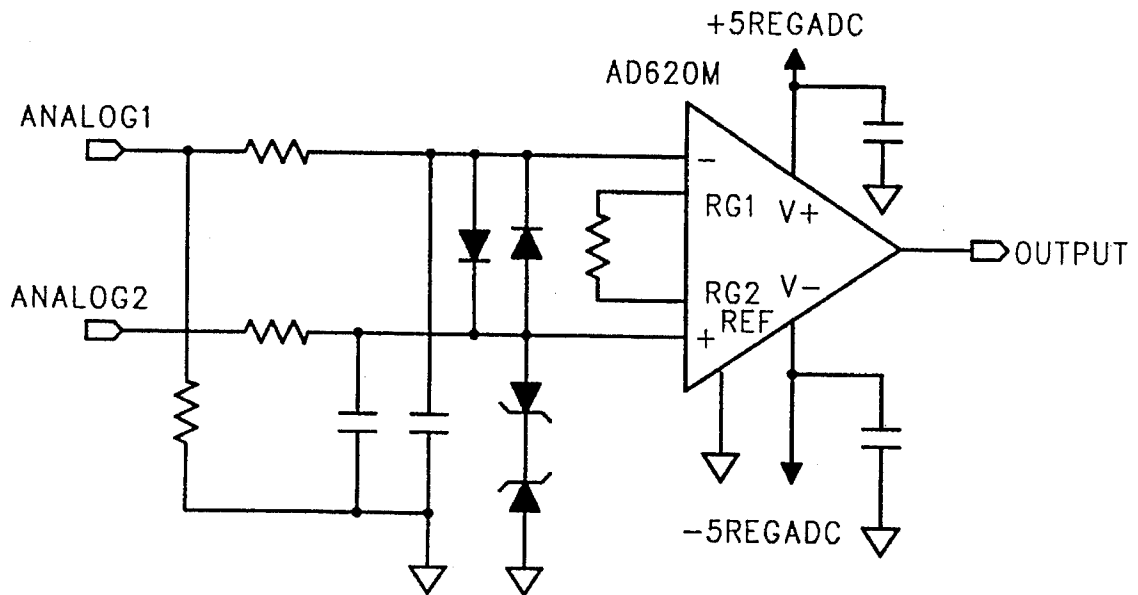 +5REGADC
AD620M
ANALOG1
-
RG1
V+
OUTPUT
ANALOG2
RG2
V-
REF
+
-5REGADC